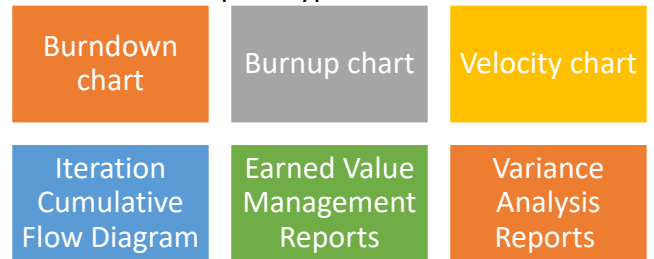 Burndown
chart
Burnup chart
Velocity chart
Iteration
Cumulative
Flow Diagram
Earned Value
Management
Reports
Variance
Analysis
Reports